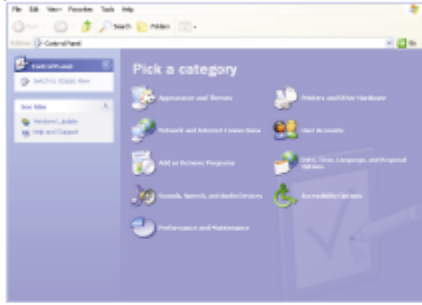 File Edit View Favorites Tools Help
Search Folders
Address Control Panel Go
Control Panel
Switch to Classic View
See Also
Windows Update
Help and Support
Pick a category
Appearance and Themes
Printers and Other Hardware
Network and Internet Connections
User Accounts
Add or Remove Programs
Date, Time, Language, and Regional
Options
Sounds, Speech, and Audio Devices
Accessibility Options
Performance and Maintenance